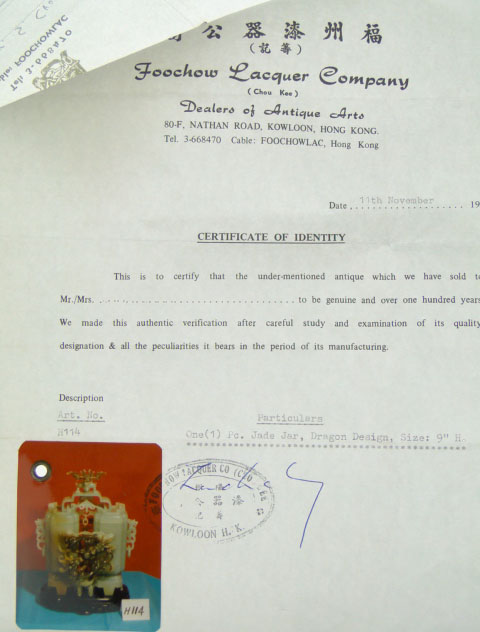 福州漆器公
(籌記)
Foochow Lacquer Company
(Chou Kee)
Dealers of Antique Arts
80-F, NATHAN ROAD, KOWLOON, HONG KONG.
Tel. 3-668470 Cable: FOOCHOWLAC, Hong Kong
Date 11th November 19
CERTIFICATE OF IDENTITY
This is to certify that the under-mentioned antique which we have sold t
Mr./Mrs. to be genuine and over one hundred years
We made this authentic verification after careful study and examination of its quality
designation & all the peculiarities it bears in the period of its manufacturing.
Description
Art. No. Particulars
H114 One(1) Pc. Jade Jar, Dragon Design, Size: 9" H.
FOOCHOW LACQUER CO
KOWLOON H. K.
H114